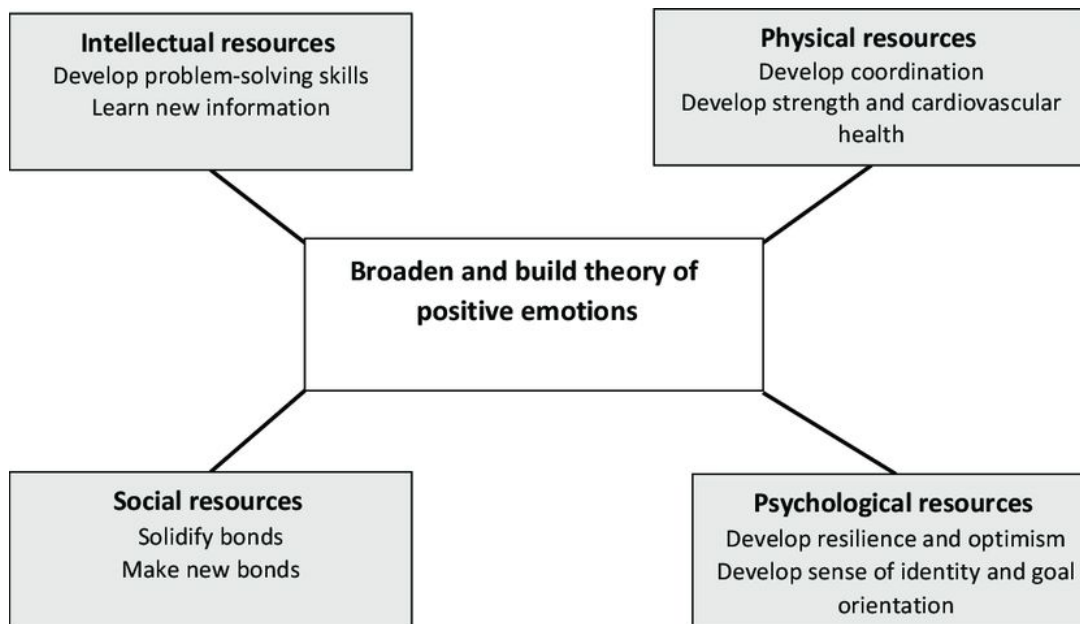 Intellectual resources
Develop problem-solving skills
Learn new information
Physical resources
Develop coordination
Develop strength and cardiovascular
health
Broaden and build theory of
positive emotions
Social resources
Solidify bonds
Make new bonds
Psychological resources
Develop resilience and optimism
Develop sense of identity and goal
orientation